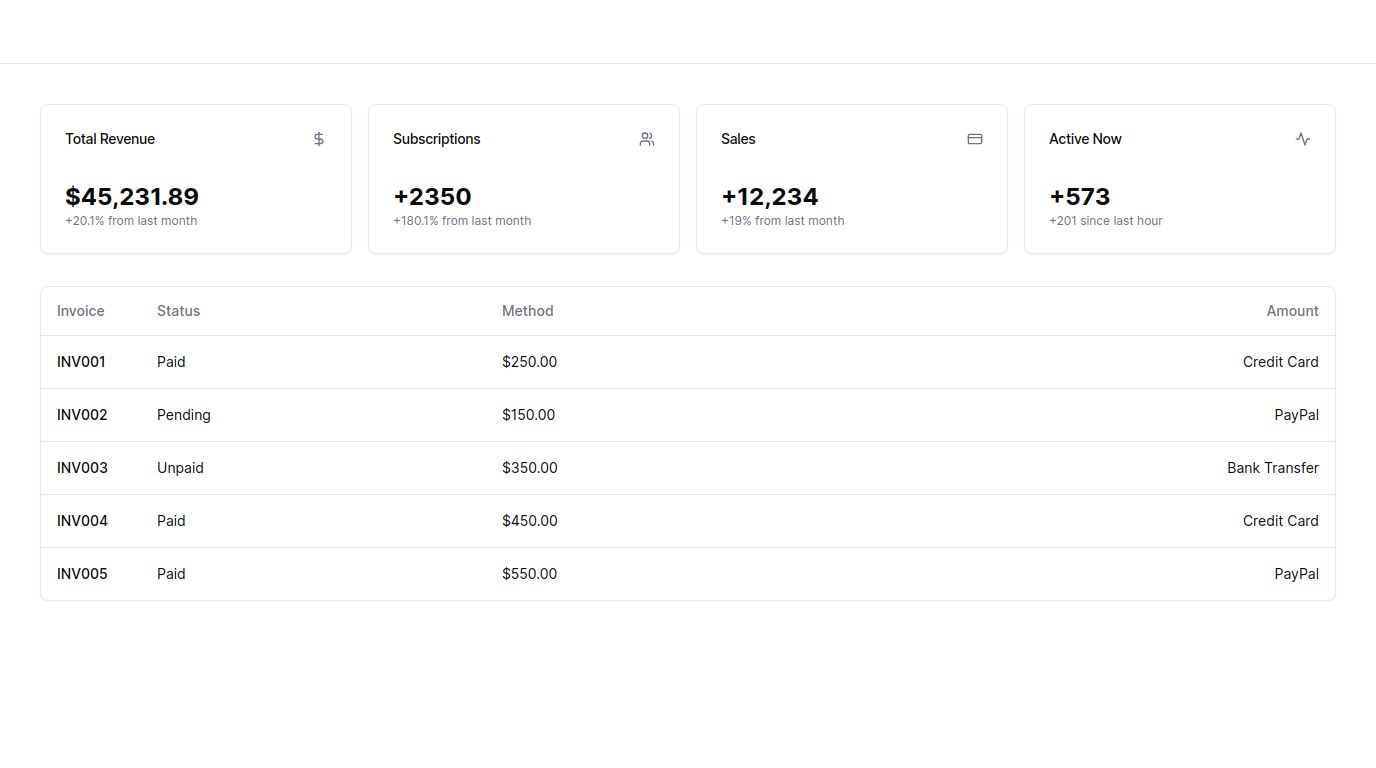 Total Revenue
$45,231.89
+20.1% from last month
Subscriptions
+2350
+180.1% from last month
Sales
+12,234
+19% from last month
Active Now
+573
+201 since last hour
Invoice Status Method Amount
INV001 Paid $250.00 Credit Card
INV002 Pending $150.00 PayPal
INV003 Unpaid $350.00 Bank Transfer
INV004 Paid $450.00 Credit Card
INV005 Paid $550.00 PayPal